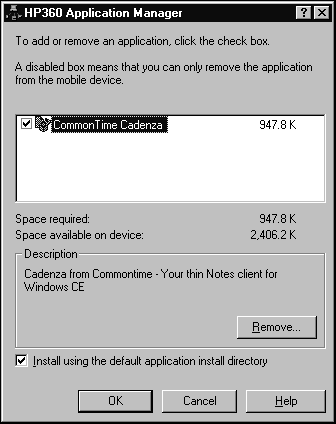 HP360 Application Manager
To add or remove an application, click the check box.
A disabled box means that you can only remove the application
from the mobile device.
CommonTime Cadenza 947.8 K
Space required: 947.8 K
Space available on device: 2,406.2 K
Description
Cadenza from Commontime - Your thin Notes client for
Windows CE
Remove...
Install using the default application install directory
OK Cancel Help